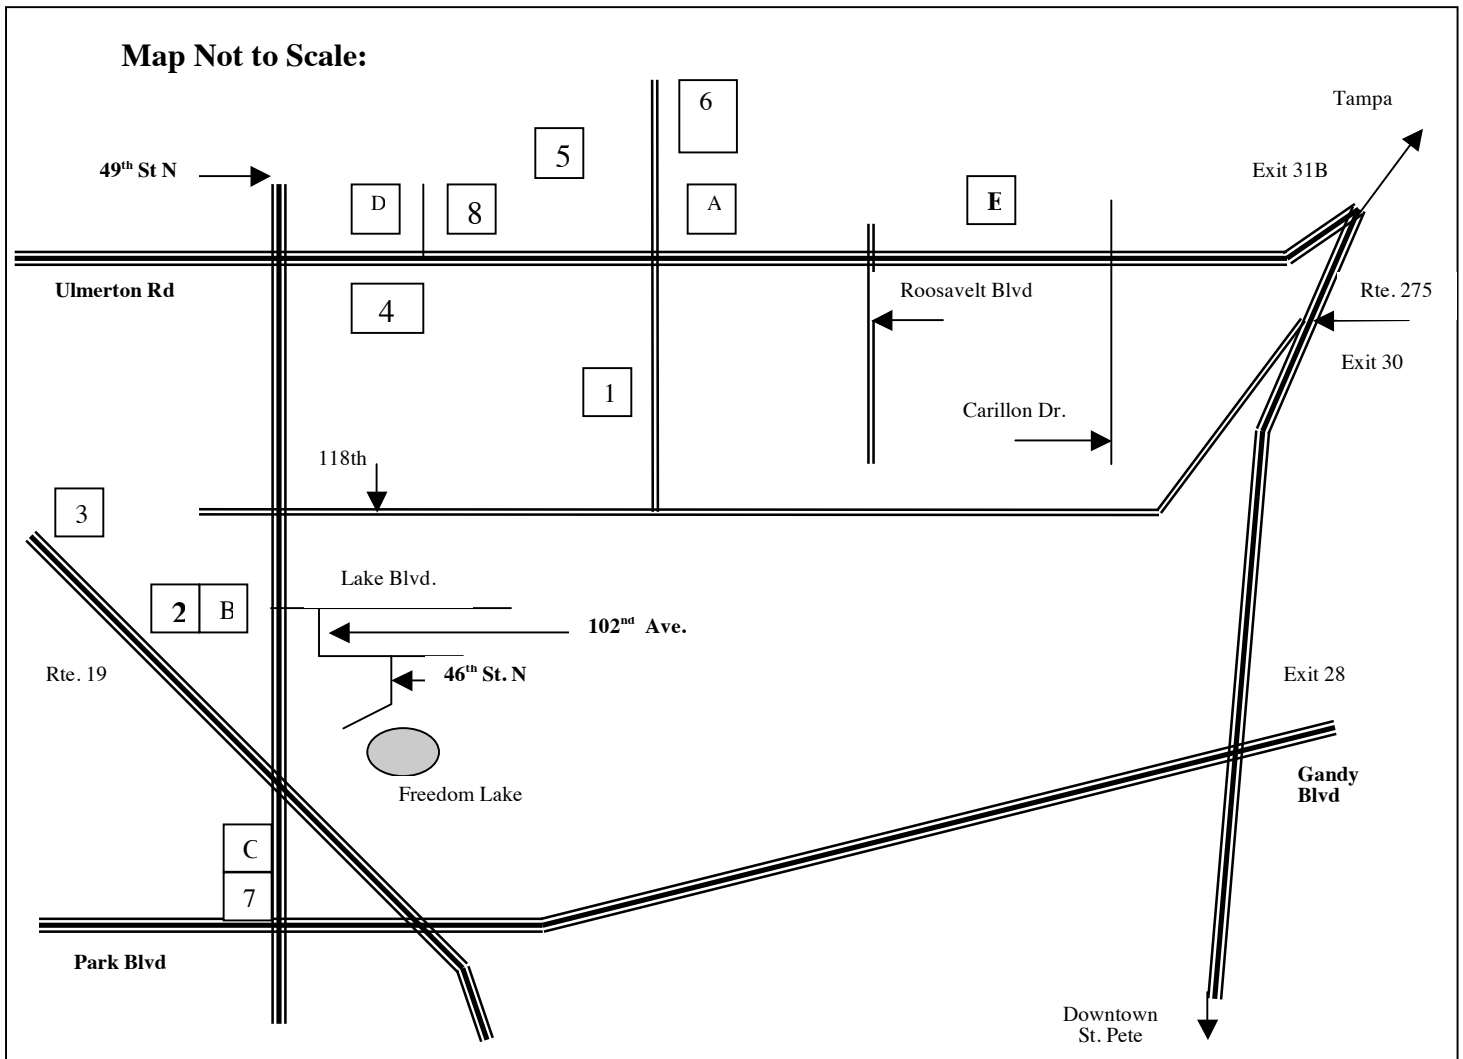 Map Not to Scale:
6
Tampa
5
49th St N
Exit 31B
D
8
A
E
Ulmerton Rd
4
Roosavelt Blvd
Rte. 275
Exit 30
1
Carillon Dr.
118th
3
Lake Blvd.
2
B
102nd Ave.
Rte. 19
46th St. N
Exit 28
Freedom Lake
Gandy
Blvd
C
7
Park Blvd
Downtown
St. Pete